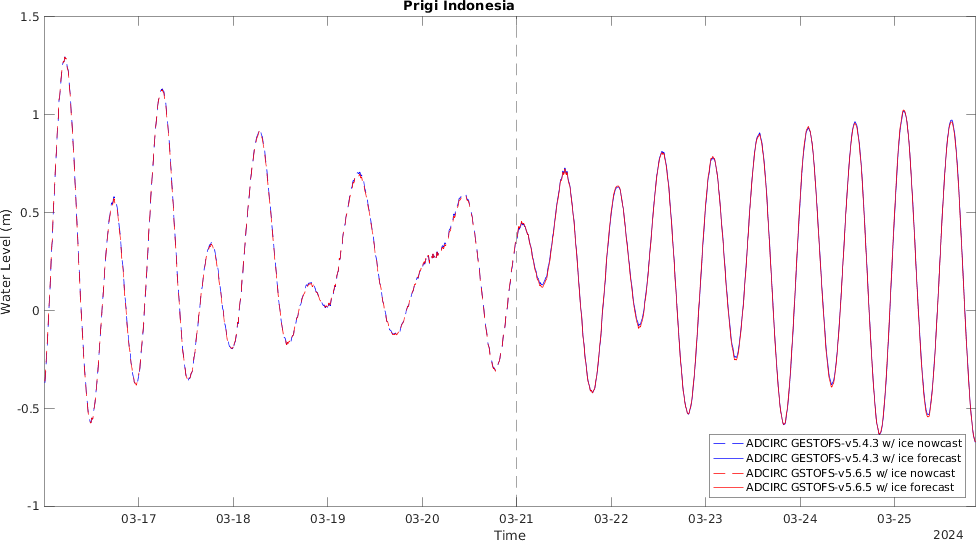 Prigi Indonesia
1.5
1
0.5
0
-0.5
-1
Water Level (m)
ADCIRC GESTOFS-v5.4.3 w/ ice nowcast
ADCIRC GESTOFS-v5.4.3 w/ ice forecast
ADCIRC GSTOFS-v5.6.5 w/ ice nowcast
ADCIRC GSTOFS-v5.6.5 w/ ice forecast
03-17 03-18 03-19 03-20 03-21 03-22 03-23 03-24 03-25
Time
2024